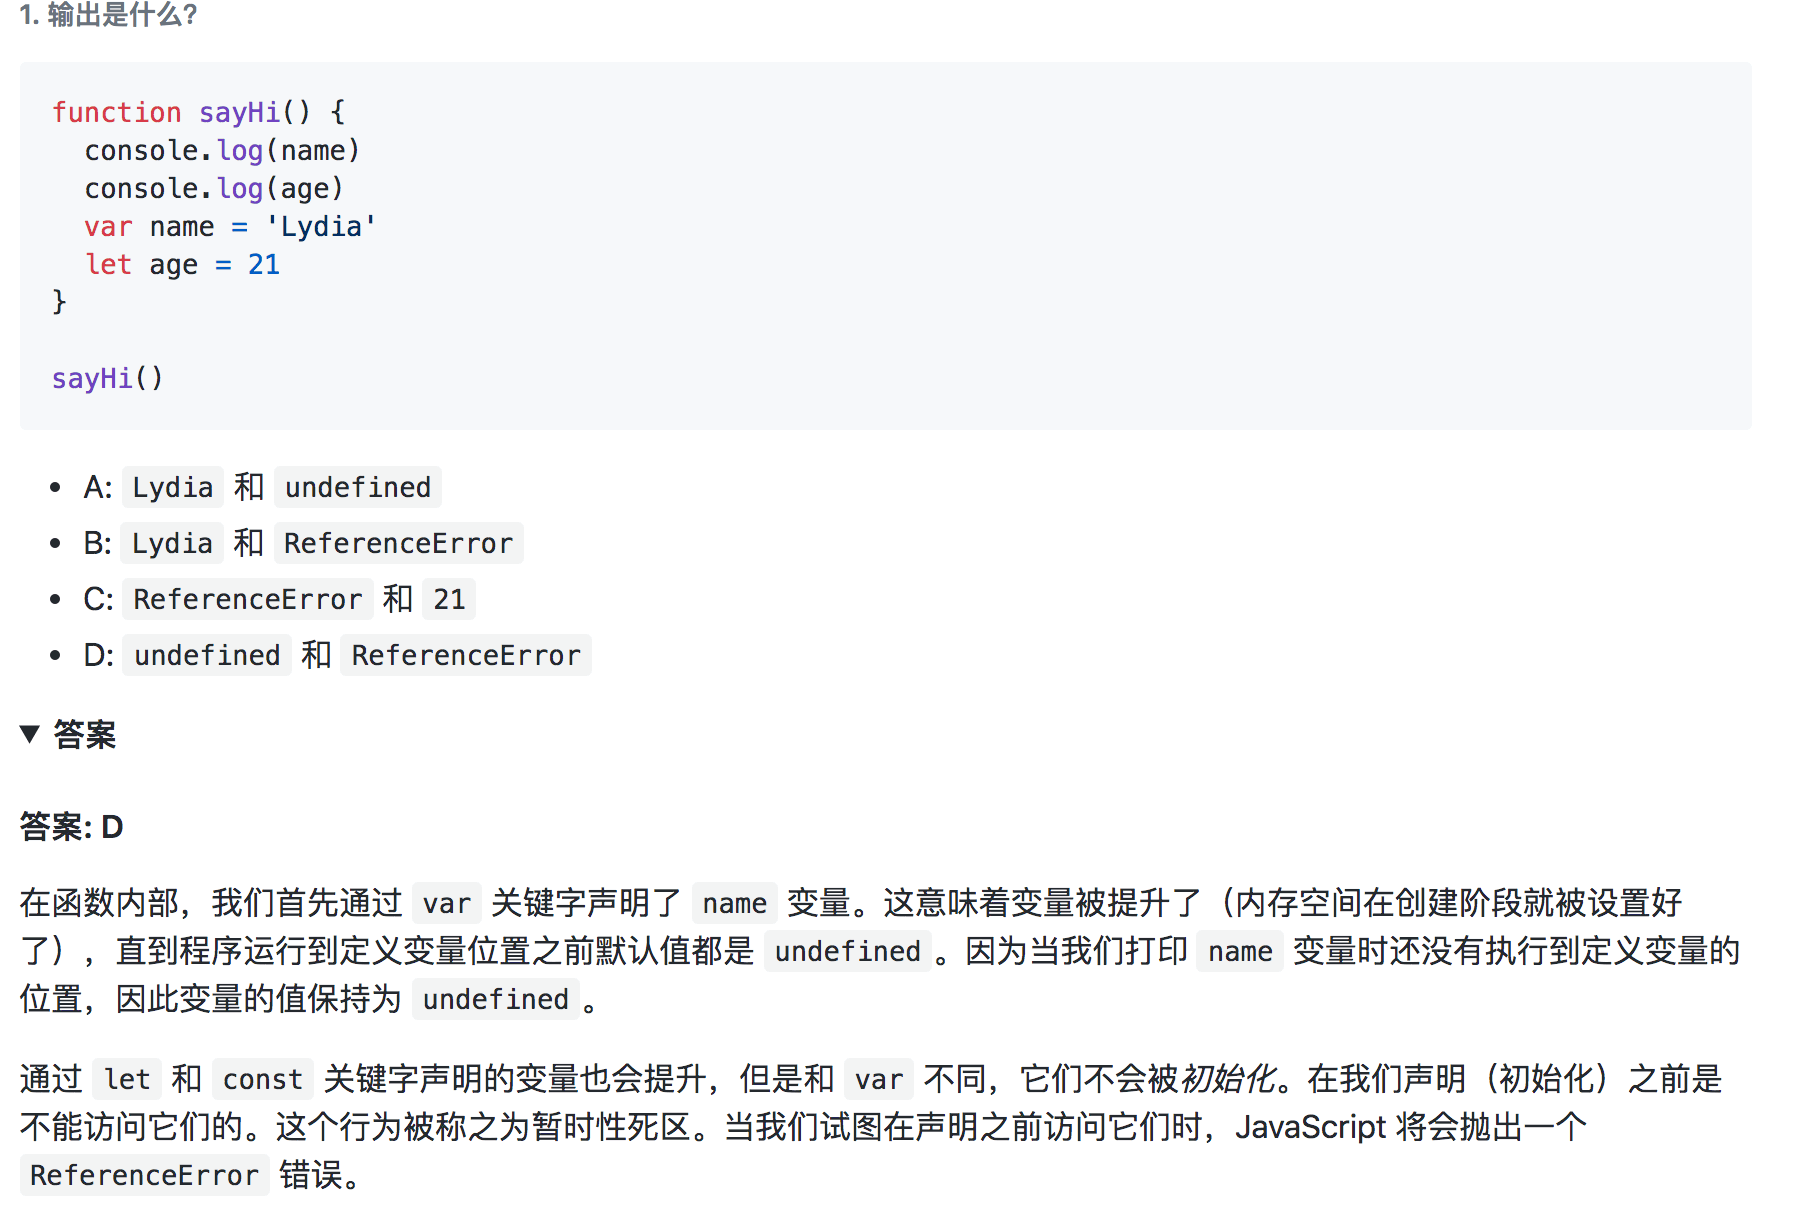 1. 输出是什么?
function sayHi() {
  console.log(name)
  console.log(age)
  var name = 'Lydia'
  let age = 21
}
sayHi()
A: Lydia 和 undefined
B: Lydia 和 ReferenceError
C: ReferenceError 和 21
D: undefined 和 ReferenceError
▼ 答案
答案: D
在函数内部，我们首先通过 var 关键字声明了 name 变量。这意味着变量被提升了（内存空间在创建阶段就被设置好
了），直到程序运行到定义变量位置之前默认值都是 undefined 。因为当我们打印 name 变量时还没有执行到定义变量的
位置，因此变量的值保持为 undefined 。
通过 let 和 const 关键字声明的变量也会提升，但是和 var 不同，它们不会被初始化。在我们声明（初始化）之前是
不能访问它们的。这个行为被称之为暂时性死区。当我们试图在声明之前访问它们时，JavaScript 将会抛出一个
ReferenceError 错误。